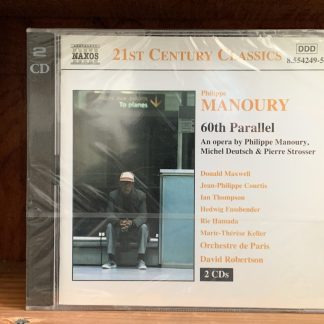 2
CD
NAXOS
21ST CENTURY CLASSICS
DDD
8.554249-5
To planes
Philippe
MANOURY
60th Parallel
An opera by Philippe Manoury,
Michel Deutsch & Pierre Strosser
Donald Maxwell
Jean-Philippe Courtis
Ian Thompson
Hedwig Fassbender
Rie Hamada
Marie-Thérèse Keller
Orchestre de Paris
David Robertson
2 CDs